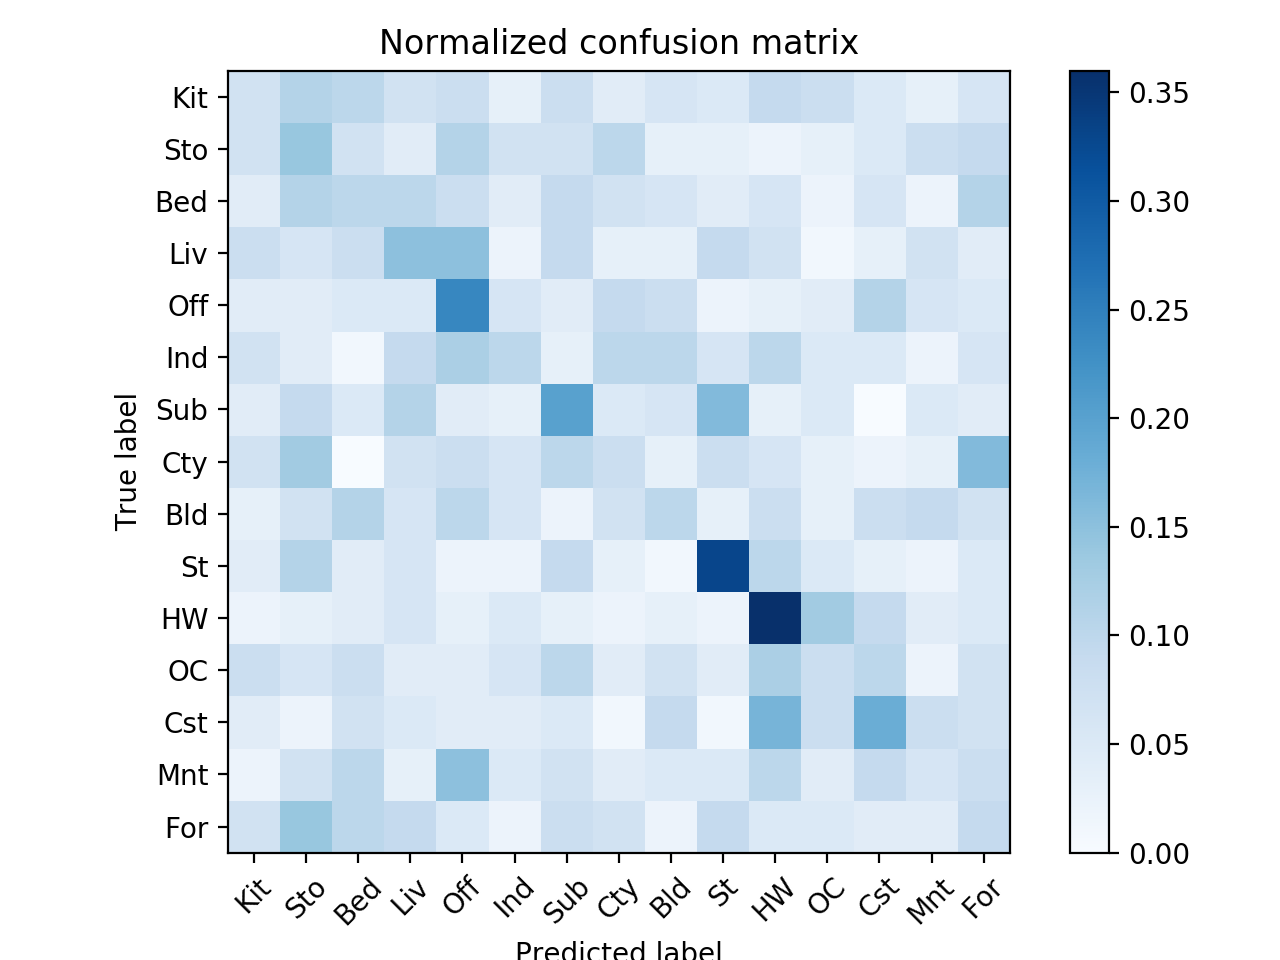 Normalized confusion matrix
Kit
Sto
Bed
Liv
Off
Ind
Sub
Cty
Bld
St
HW
OC
Cst
Mnt
For
True label
Kit Sto Bed Liv Off Ind Sub Cty Bld St HW OC Cst Mnt For
Predicted label
0.35
0.30
0.25
0.20
0.15
0.10
0.05
0.00